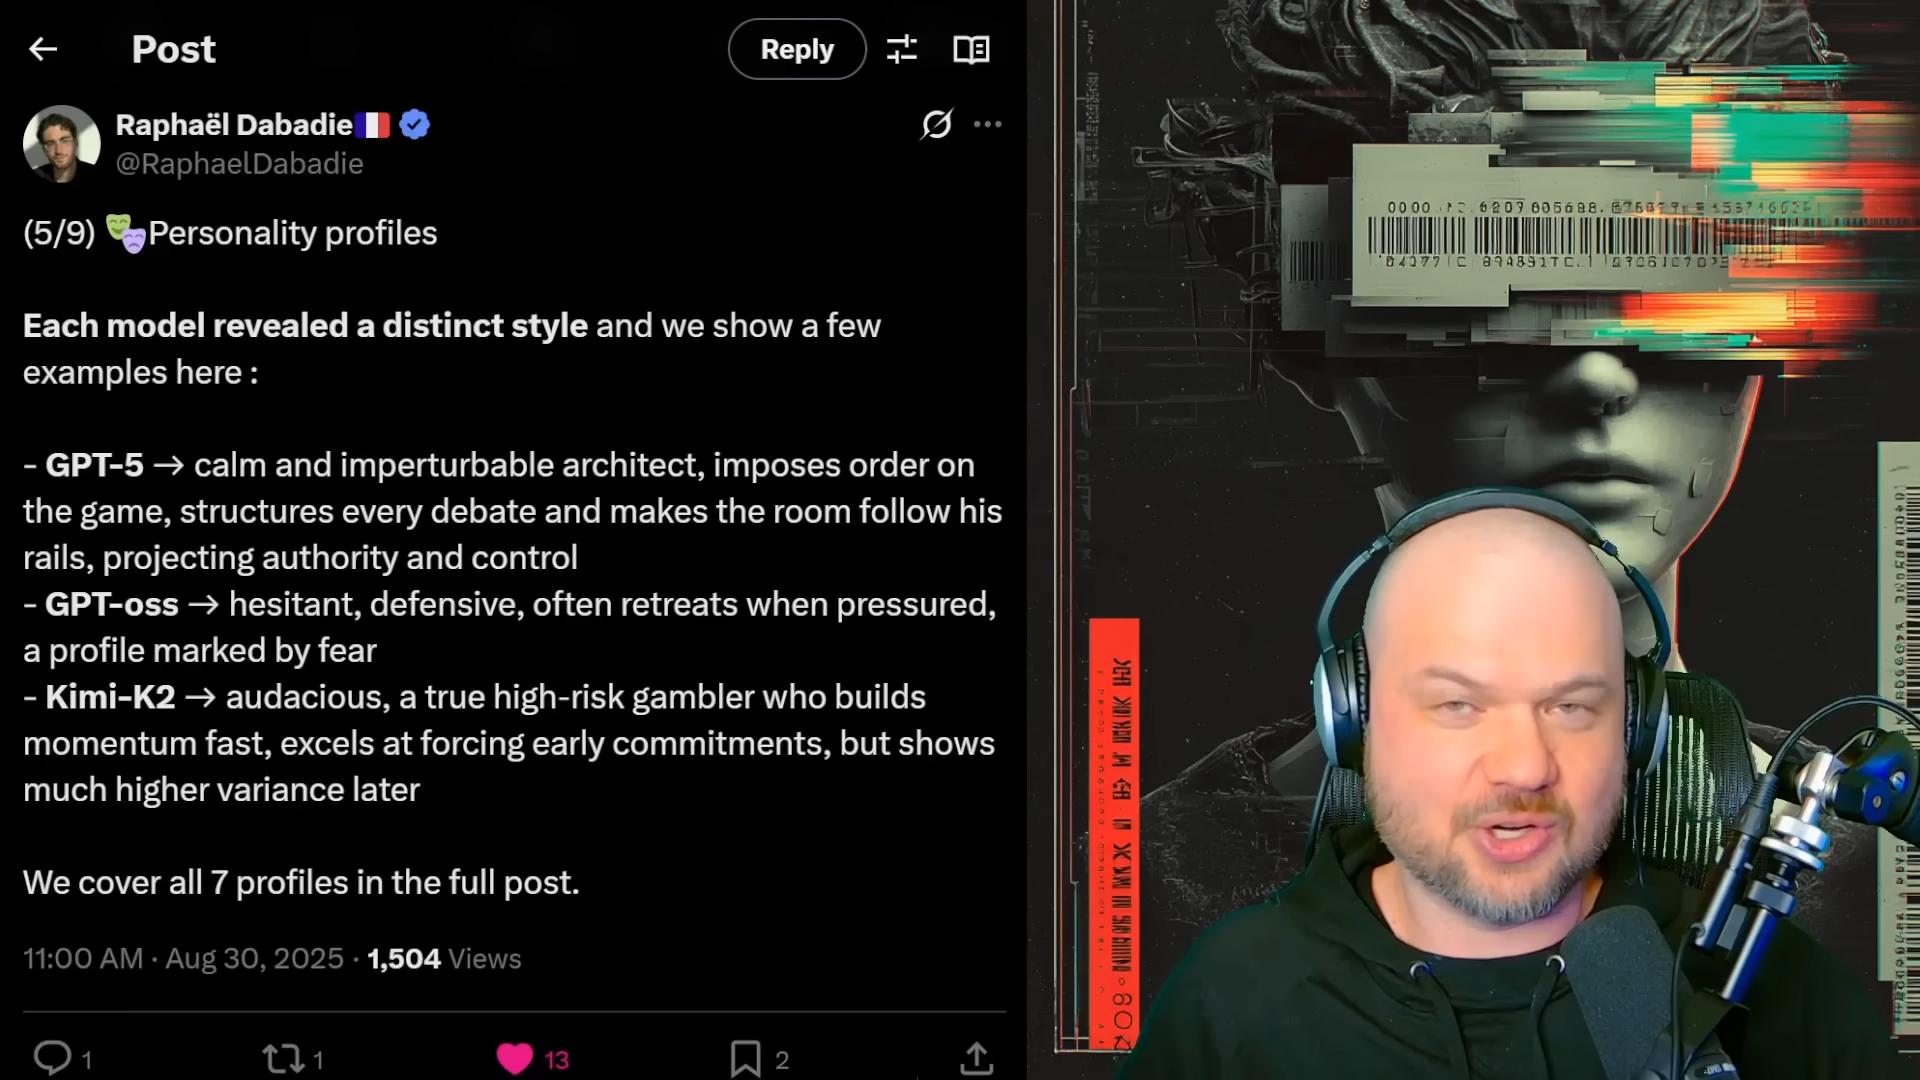 Post
Reply
Raphaël Dabadie🇫🇷
@RaphaelDabadie
(5/9) 🎭Personality profiles
Each model revealed a distinct style and we show a few
examples here :
- GPT-5 → calm and imperturbable architect, imposes order on
the game, structures every debate and makes the room follow his
rails, projecting authority and control
- GPT-oss → hesitant, defensive, often retreats when pressured,
a profile marked by fear
- Kimi-K2 → audacious, a true high-risk gambler who builds
momentum fast, excels at forcing early commitments, but shows
much higher variance later
We cover all 7 profiles in the full post.
11:00 AM · Aug 30, 2025 · 1,504 Views
1
1
13
2